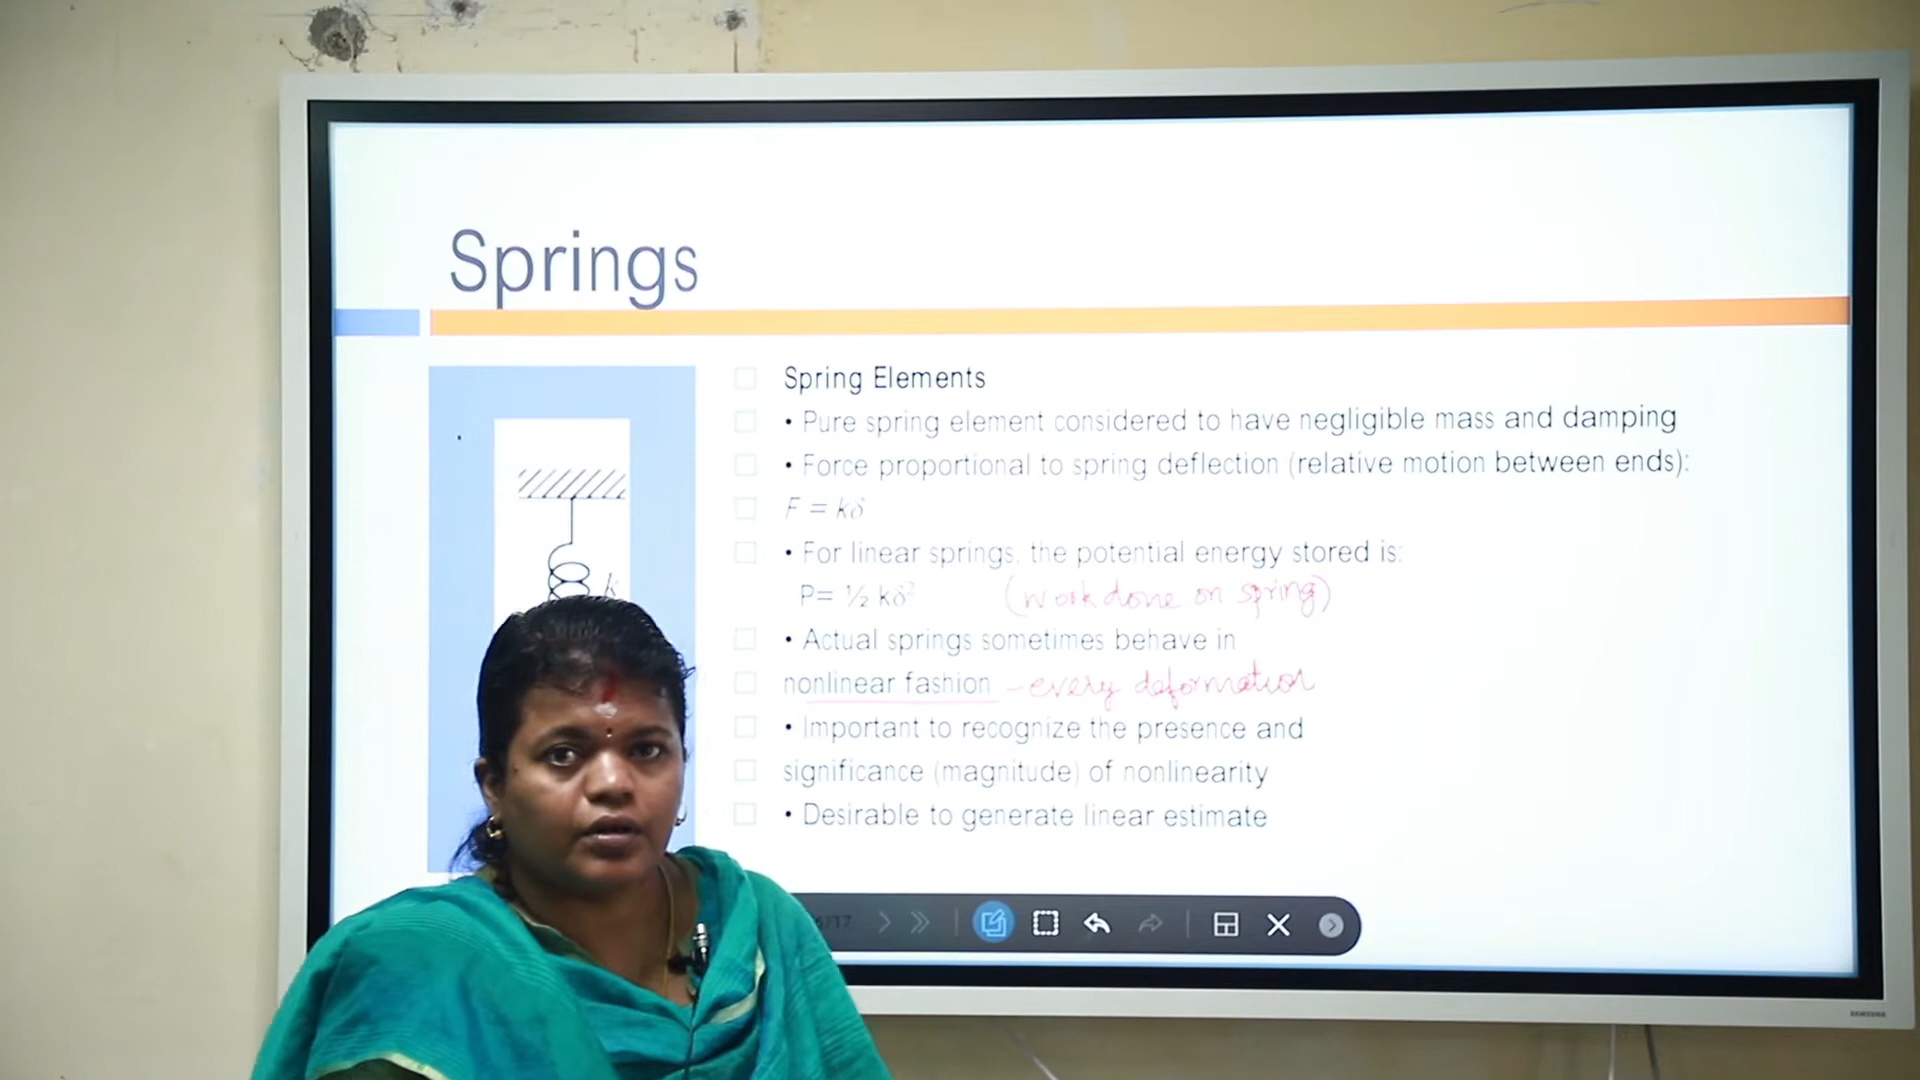 Springs
Spring Elements
• Pure spring element considered to have negligible mass and damping
• Force proportional to spring deflection (relative motion between ends):
F = kδ
• For linear springs, the potential energy stored is:
P= ½ kδ² (work done on spring)
• Actual springs sometimes behave in
nonlinear fashion - every deformation
• Important to recognize the presence and
significance (magnitude) of nonlinearity
• Desirable to generate linear estimate
k
6/17
SAMSUNG